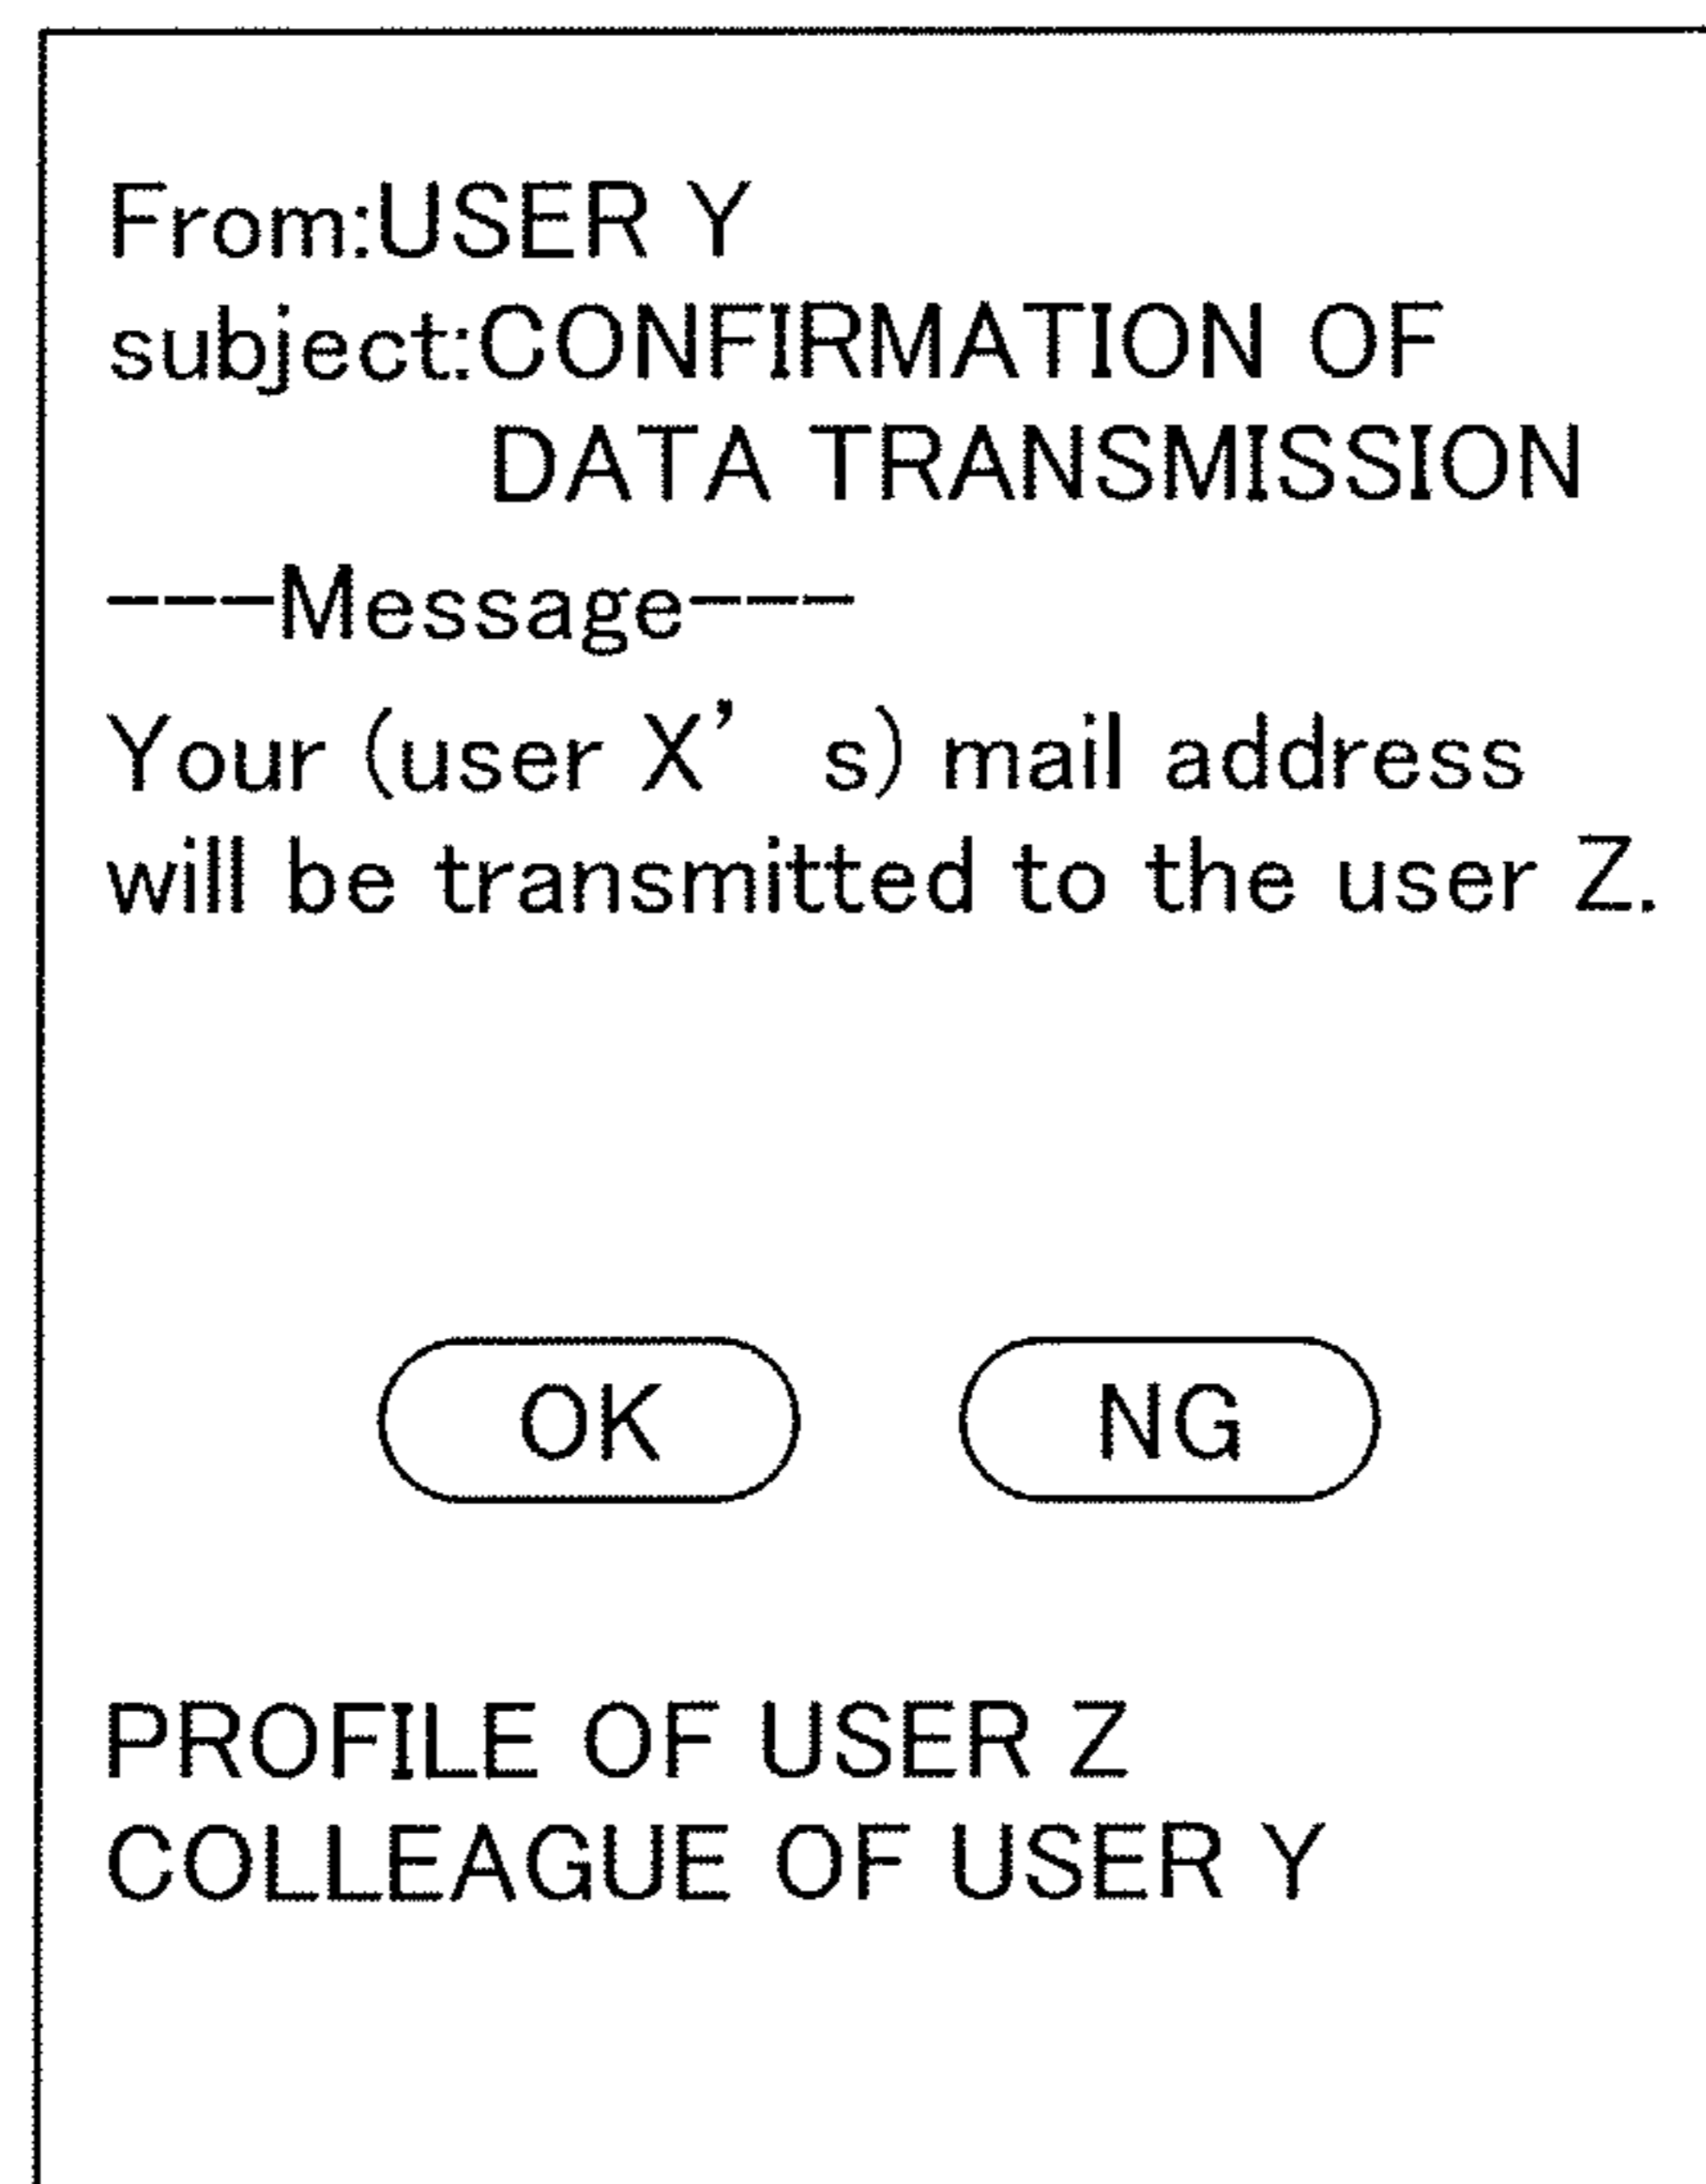 From:USER Y
subject:CONFIRMATION OF
DATA TRANSMISSION
---Message---
Your (user X’ s) mail address
will be transmitted to the user Z.
OK NG
PROFILE OF USER Z
COLLEAGUE OF USER Y